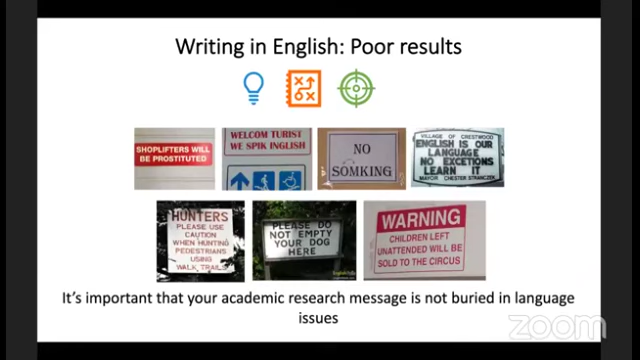 Writing in English: Poor results
SHOPLIFTERS WILL
BE PROSTITUTED
WELCOM TURIST
WE SPIK INGLISH
NO
SOMKING
VILLAGE OF CRESTWOOD
ENGLISH IS OUR
LANGUAGE
NO EXCETIONS
LEARN IT
MAYOR CHESTER STRANCZEK
HUNTERS
PLEASE USE
CAUTION
WHEN HUNTING
PEDESTRIANS
USING
WALK TRAILS
PLEASE DO
NOT EMPTY
YOUR DOG
HERE
WARNING
CHILDREN LEFT
UNATTENDED WILL BE
SOLD TO THE CIRCUS
It's important that your academic research message is not buried in language
issues
zoom